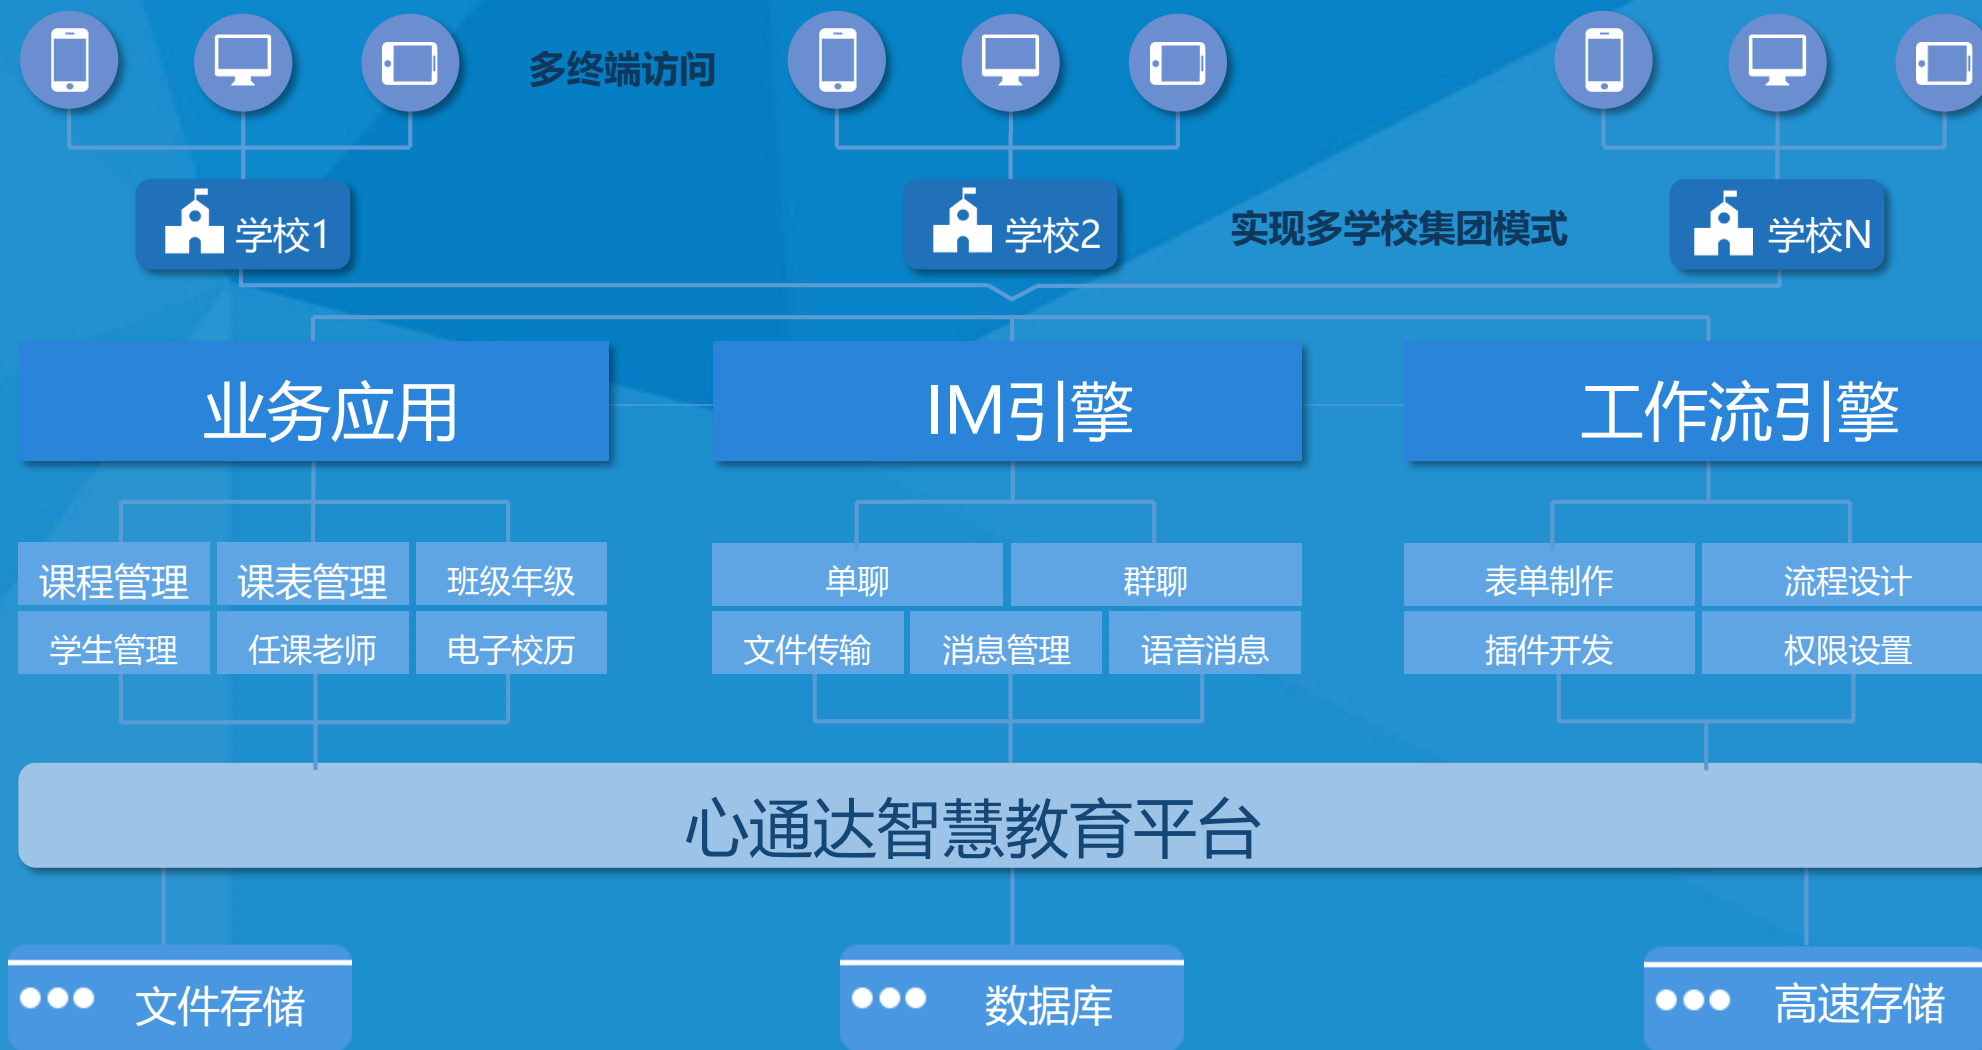 多终端访问
学校1
学校2
实现多学校集团模式
学校N
业务应用
IM引擎
工作流引擎
课程管理
课表管理
班级年级
单聊
群聊
表单制作
流程设计
学生管理
任课老师
电子校历
文件传输
消息管理
语音消息
插件开发
权限设置
心通达智慧教育平台
文件存储
数据库
高速存储